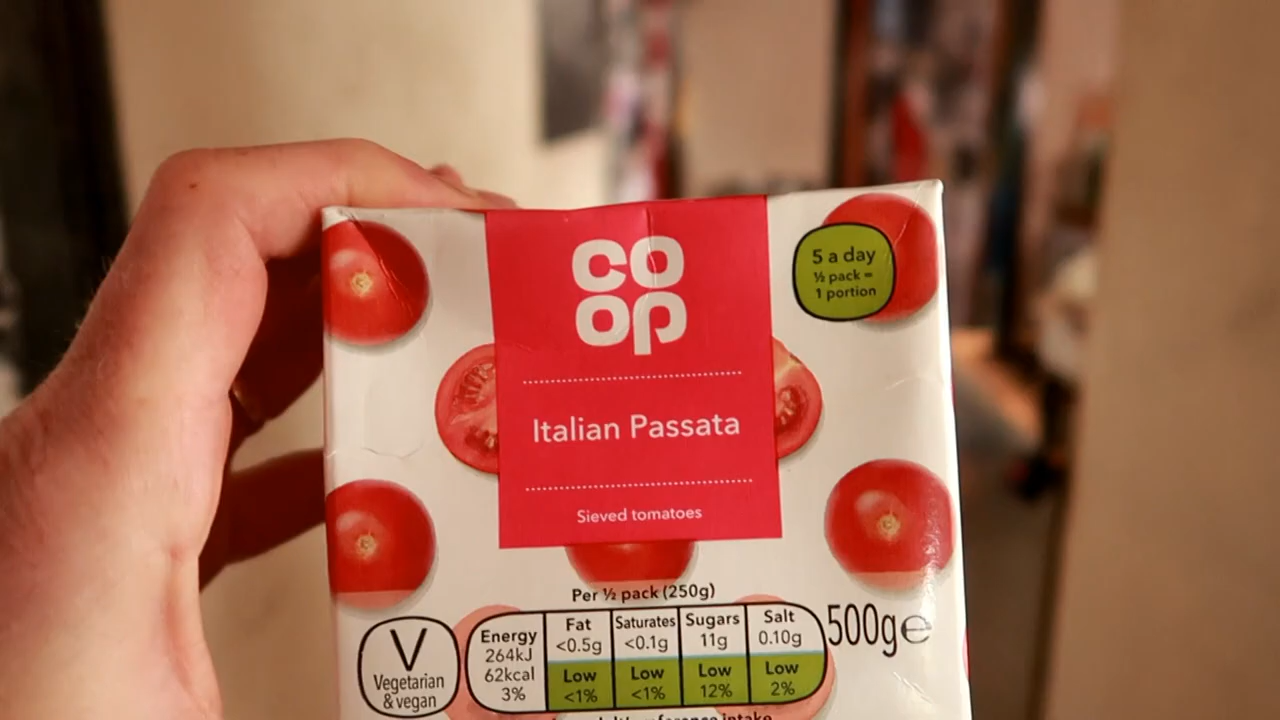 CO
OP
5 a day
½ pack =
1 portion
Italian Passata
Sieved tomatoes
Per ½ pack (250g)
V
Vegetarian
& vegan
Energy
264kJ
62kcal
3%
Fat
<0.5g
Low
<1%
Saturates
<0.1g
Low
<1%
Sugars
11g
Low
12%
Salt
0.10g
Low
2%
500g℮
intake